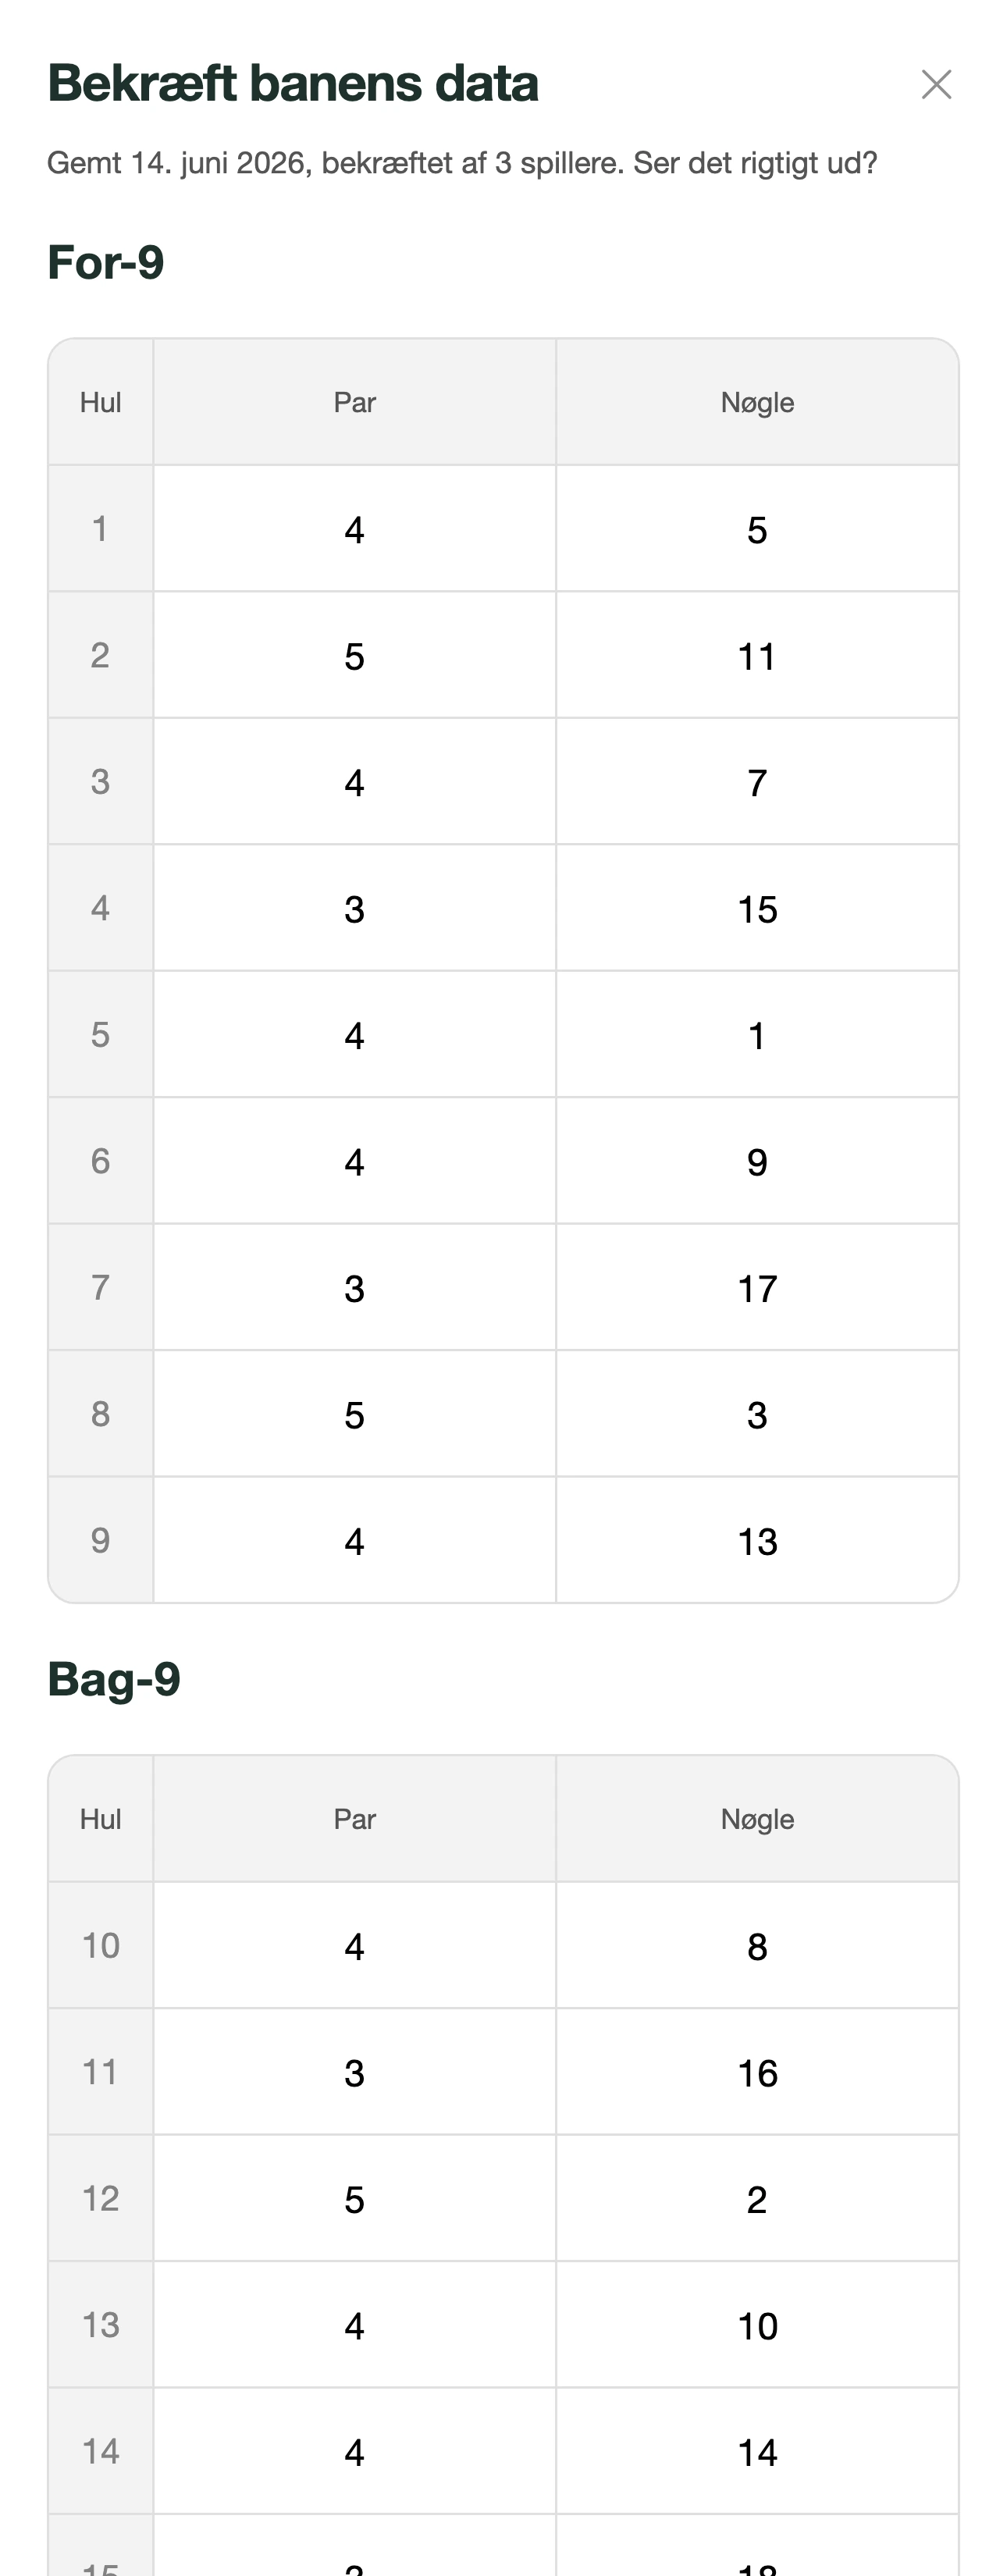 Bekræft banens data
Gemt 14. juni 2026, bekræftet af 3 spillere. Ser det rigtigt ud?
For-9
Hul Par Nøgle
1 4 5
2 5 11
3 4 7
4 3 15
5 4 1
6 4 9
7 3 17
8 5 3
9 4 13
Bag-9
Hul Par Nøgle
10 4 8
11 3 16
12 5 2
13 4 10
14 4 14